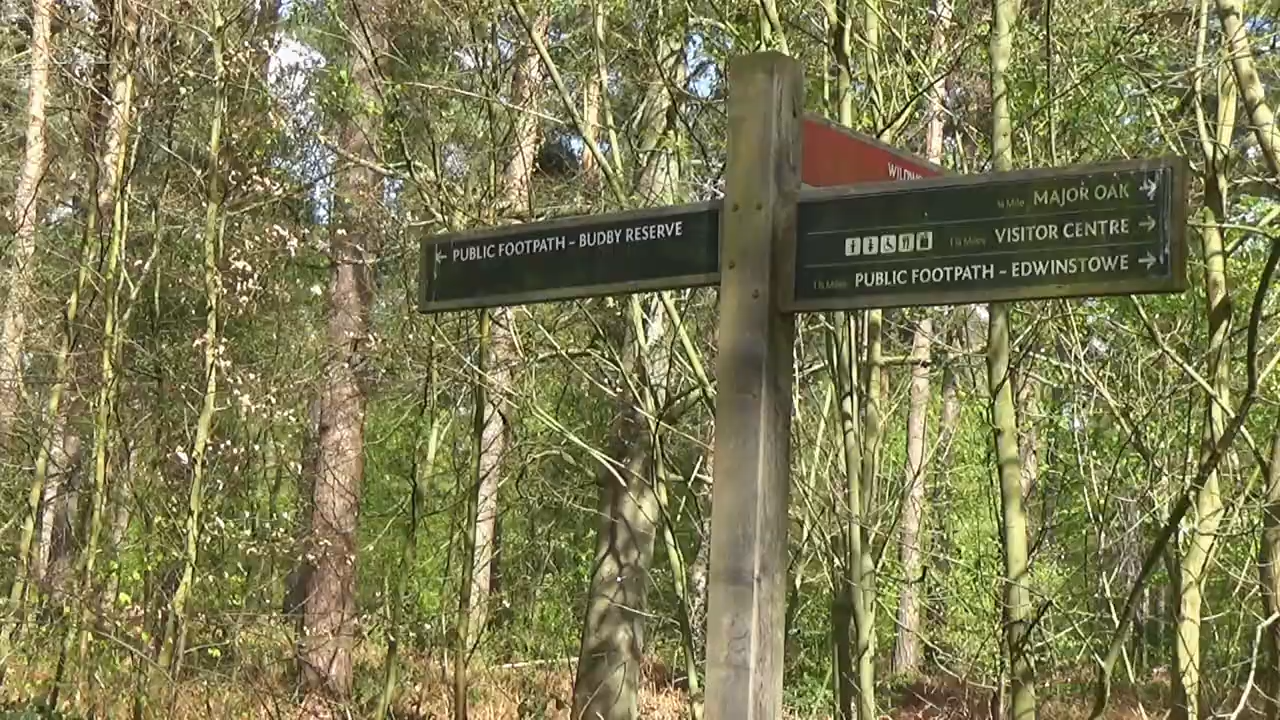 ← PUBLIC FOOTPATH – BUDBY RESERVE
MAJOR OAK →
VISITOR CENTRE →
PUBLIC FOOTPATH – EDWINSTOWE →